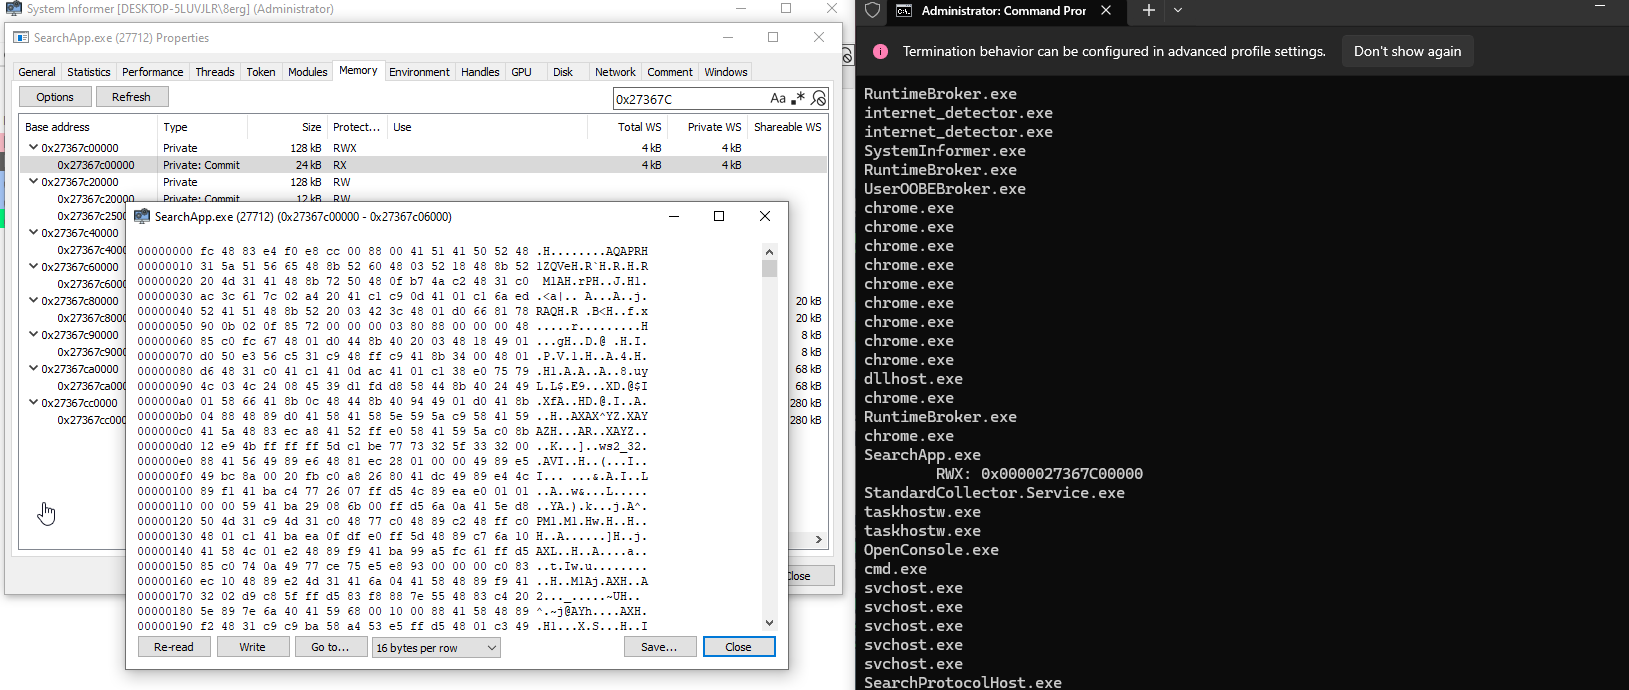 System Informer [DESKTOP-5LUVJLR\8erg] (Administrator)
SearchApp.exe (27712) Properties
General Statistics Performance Threads Token Modules Memory Environment Handles GPU Disk Network Comment Windows
Options Refresh 0x27367C Aa
Base address Type Size Protect... Use Total WS Private WS Shareable WS
0x27367c00000 Private 128 kB RWX 4 kB 4 kB
0x27367c00000 Private: Commit 24 kB RX 4 kB 4 kB
0x27367c20000 Private 128 kB RW
0x27367c20000 Private: Commit 12 kB RW
0x27367c2500
0x27367c40000
0x27367c4000
0x27367c60000
0x27367c6000
0x27367c80000 20 kB
0x27367c8000 20 kB
0x27367c90000 8 kB
0x27367c9000 8 kB
0x27367ca0000 68 kB
0x27367ca000 68 kB
0x27367cc0000 280 kB
0x27367cc000 280 kB
Close
SearchApp.exe (27712) (0x27367c00000 - 0x27367c06000)
00000000 fc 48 83 e4 f0 e8 cc 00 88 00 41 51 41 50 52 48 .H........AQAPRH
00000010 31 5a 51 56 65 48 8b 52 60 48 03 52 18 48 8b 52 1ZQVeH.R`H.R.H.R
00000020 20 4d 31 41 48 8b 72 50 48 0f b7 4a c2 48 31 c0  M1AH.rPH..J.H1.
00000030 ac 3c 61 7c 02 a4 20 41 c1 c9 0d 41 01 c1 6a ed .<a|.. A...A..j.
00000040 52 41 51 48 8b 52 20 03 42 3c 48 01 d0 66 81 78 RAQH.R .B<H..f.x
00000050 90 0b 02 0f 85 72 00 00 00 03 80 88 00 00 00 48 .....r.........H
00000060 85 c0 fc 67 48 01 d0 44 8b 40 20 03 48 18 49 01 ...gH..D.@ .H.I.
00000070 d0 50 e3 56 c5 31 c9 48 ff c9 41 8b 34 00 48 01 .P.V.1.H..A.4.H.
00000080 d6 48 31 c0 41 c1 41 0d ac 41 01 c1 38 e0 75 79 .H1.A.A..A..8.uy
00000090 4c 03 4c 24 08 45 39 d1 fd d8 58 44 8b 40 24 49 L.L$.E9...XD.@$I
000000a0 01 58 66 41 8b 0c 48 44 8b 40 94 49 01 d0 41 8b .XfA..HD.@.I..A.
000000b0 04 88 48 89 d0 41 58 41 58 5e 59 5a c9 58 41 59 ..H..AXAX^YZ.XAY
000000c0 41 5a 48 83 ec a8 41 52 ff e0 58 41 59 5a c0 8b AZH...AR..XAYZ..
000000d0 12 e9 4b ff ff ff 5d c1 be 77 73 32 5f 33 32 00 ..K...]..ws2_32.
000000e0 88 41 56 49 89 e6 48 81 ec 28 01 00 00 49 89 e5 .AVI..H..(...I..
000000f0 49 bc 8a 00 20 fb c0 a8 26 80 41 dc 49 89 e4 4c I... ...&.A.I..L
00000100 89 f1 41 ba c4 77 26 07 ff d5 4c 89 ea e0 01 01 ..A..w&...L.....
00000110 00 00 59 41 ba 29 08 6b 00 ff d5 6a 0a 41 5e d8 ..YA.).k...j.A^.
00000120 50 4d 31 c9 4d 31 c0 48 77 c0 48 89 c2 48 ff c0 PM1.M1.Hw.H..H..
00000130 48 01 c1 41 ba ea 0f df e0 ff 5d 48 89 c7 6a 10 H..A......]H..j.
00000140 41 58 4c 01 e2 48 89 f9 41 ba 99 a5 fc 61 ff d5 AXL..H..A....a..
00000150 85 c0 74 0a 49 77 ce 75 e5 e8 93 00 00 00 c0 83 ..t.Iw.u........
00000160 ec 10 48 89 e2 4d 31 41 6a 04 41 58 48 89 f9 41 ..H..M1Aj.AXH..A
00000170 32 02 d9 c8 5f ff d5 83 f8 88 7e 55 48 83 c4 20 2..._.....~UH..
00000180 5e 89 7e 6a 40 41 59 68 00 10 00 88 41 58 48 89 ^.~j@AYh....AXH.
00000190 f2 48 31 c9 c9 ba 58 a4 53 e5 ff d5 48 01 c3 49 .H1...X.S...H..I
Re-read Write Go to... 16 bytes per row Save... Close
Administrator: Command Pror
Termination behavior can be configured in advanced profile settings. Don't show again
RuntimeBroker.exe
internet_detector.exe
internet_detector.exe
SystemInformer.exe
RuntimeBroker.exe
UserOOBEBroker.exe
chrome.exe
chrome.exe
chrome.exe
chrome.exe
chrome.exe
chrome.exe
chrome.exe
chrome.exe
chrome.exe
dllhost.exe
chrome.exe
RuntimeBroker.exe
chrome.exe
SearchApp.exe
RWX: 0x0000027367C00000
StandardCollector.Service.exe
taskhostw.exe
taskhostw.exe
OpenConsole.exe
cmd.exe
svchost.exe
svchost.exe
svchost.exe
svchost.exe
svchost.exe
SearchProtocolHost.exe